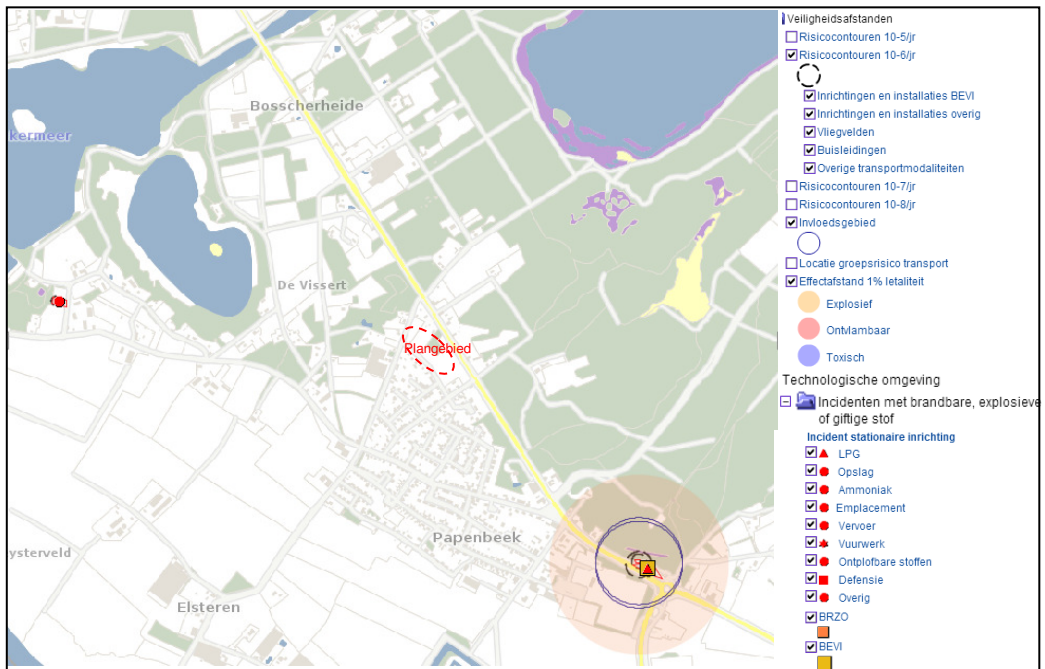 Bosscherheide
kermeer
De Vissert
Plangebied
Papenbeek
ysterveld
Elsteren
Veiligheidsafstanden
Risicocontouren 10-5/jr
Risicocontouren 10-6/jr
Inrichtingen en installaties BEVI
Inrichtingen en installaties overig
Vliegvelden
Buisleidingen
Overige transportmodaliteiten
Risicocontouren 10-7/jr
Risicocontouren 10-8/jr
Invloedsgebied
Locatie groepsrisico transport
Effectafstand 1% letaliteit
Explosief
Ontvlambaar
Toxisch
Technologische omgeving
Incidenten met brandbare, explosieve
of giftige stof
Incident stationaire inrichting
LPG
Opslag
Ammoniak
Emplacement
Vervoer
Vuurwerk
Ontplofbare stoffen
Defensie
Overig
BRZO
BEVI